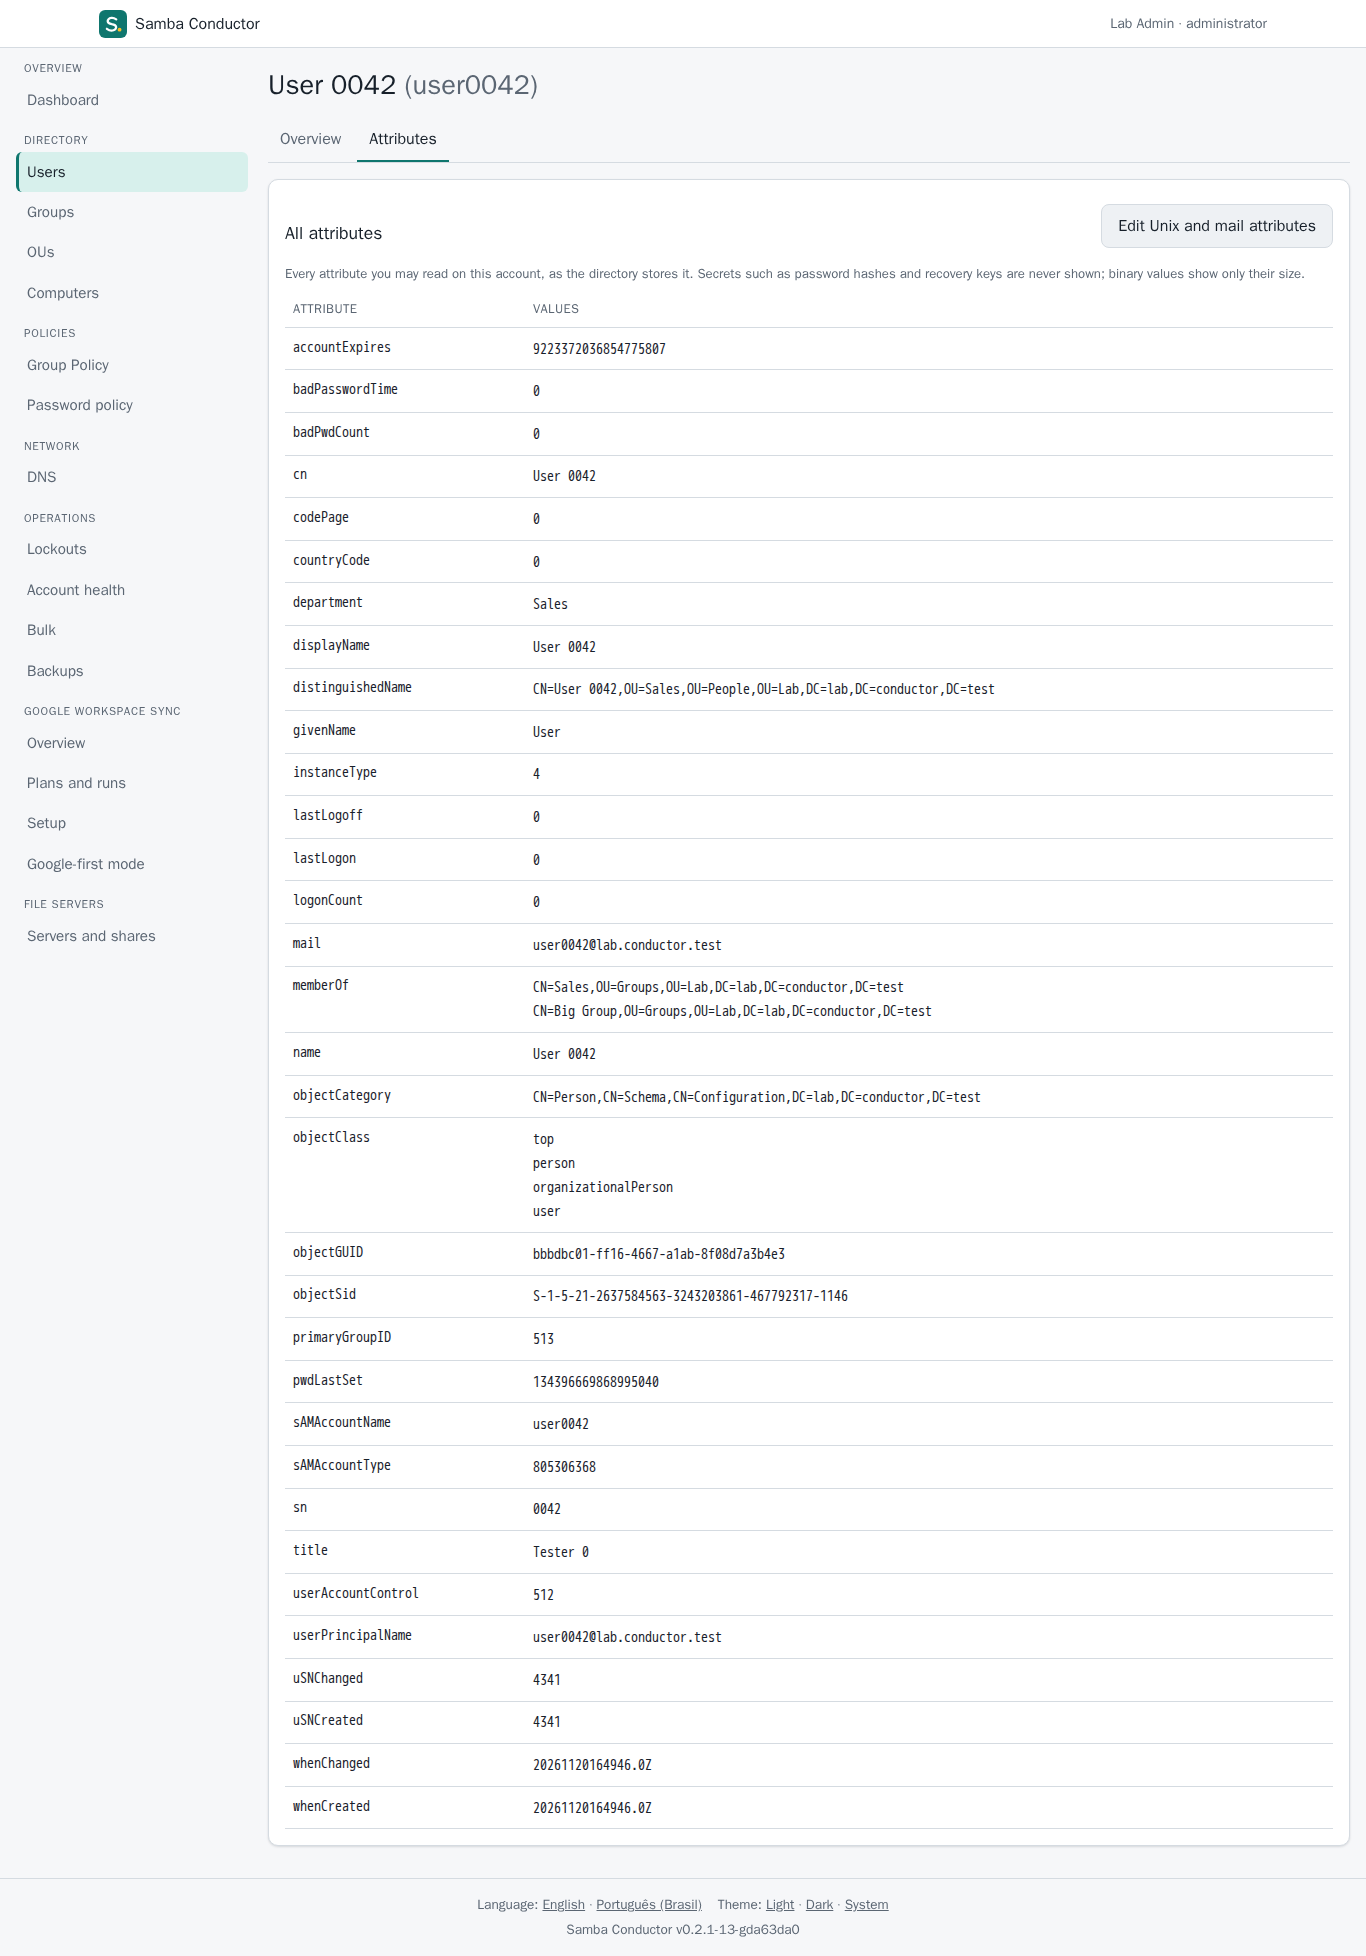 S.
Samba Conductor
Lab Admin · administrator
OVERVIEW
Dashboard
DIRECTORY
Users
Groups
OUs
Computers
POLICIES
Group Policy
Password policy
NETWORK
DNS
OPERATIONS
Lockouts
Account health
Bulk
Backups
GOOGLE WORKSPACE SYNC
Overview
Plans and runs
Setup
Google-first mode
FILE SERVERS
Servers and shares
User 0042 (user0042)
Overview Attributes
All attributes
Edit Unix and mail attributes
Every attribute you may read on this account, as the directory stores it. Secrets such as password hashes and recovery keys are never shown; binary values show only their size.
ATTRIBUTE VALUES
accountExpires 9223372036854775807
badPasswordTime 0
badPwdCount 0
cn User 0042
codePage 0
countryCode 0
department Sales
displayName User 0042
distinguishedName CN=User 0042,OU=Sales,OU=People,OU=Lab,DC=lab,DC=conductor,DC=test
givenName User
instanceType 4
lastLogoff 0
lastLogon 0
logonCount 0
mail user0042@lab.conductor.test
memberOf CN=Sales,OU=Groups,OU=Lab,DC=lab,DC=conductor,DC=test
CN=Big Group,OU=Groups,OU=Lab,DC=lab,DC=conductor,DC=test
name User 0042
objectCategory CN=Person,CN=Schema,CN=Configuration,DC=lab,DC=conductor,DC=test
objectClass top
person
organizationalPerson
user
objectGUID bbbdbc01-ff16-4667-a1ab-8f08d7a3b4e3
objectSid S-1-5-21-2637584563-3243203861-467792317-1146
primaryGroupID 513
pwdLastSet 134396669868995040
sAMAccountName user0042
sAMAccountType 805306368
sn 0042
title Tester 0
userAccountControl 512
userPrincipalName user0042@lab.conductor.test
uSNChanged 4341
uSNCreated 4341
whenChanged 20261120164946.0Z
whenCreated 20261120164946.0Z
Language: English · Português (Brasil) Theme: Light · Dark · System
Samba Conductor v0.2.1-13-gda63da0